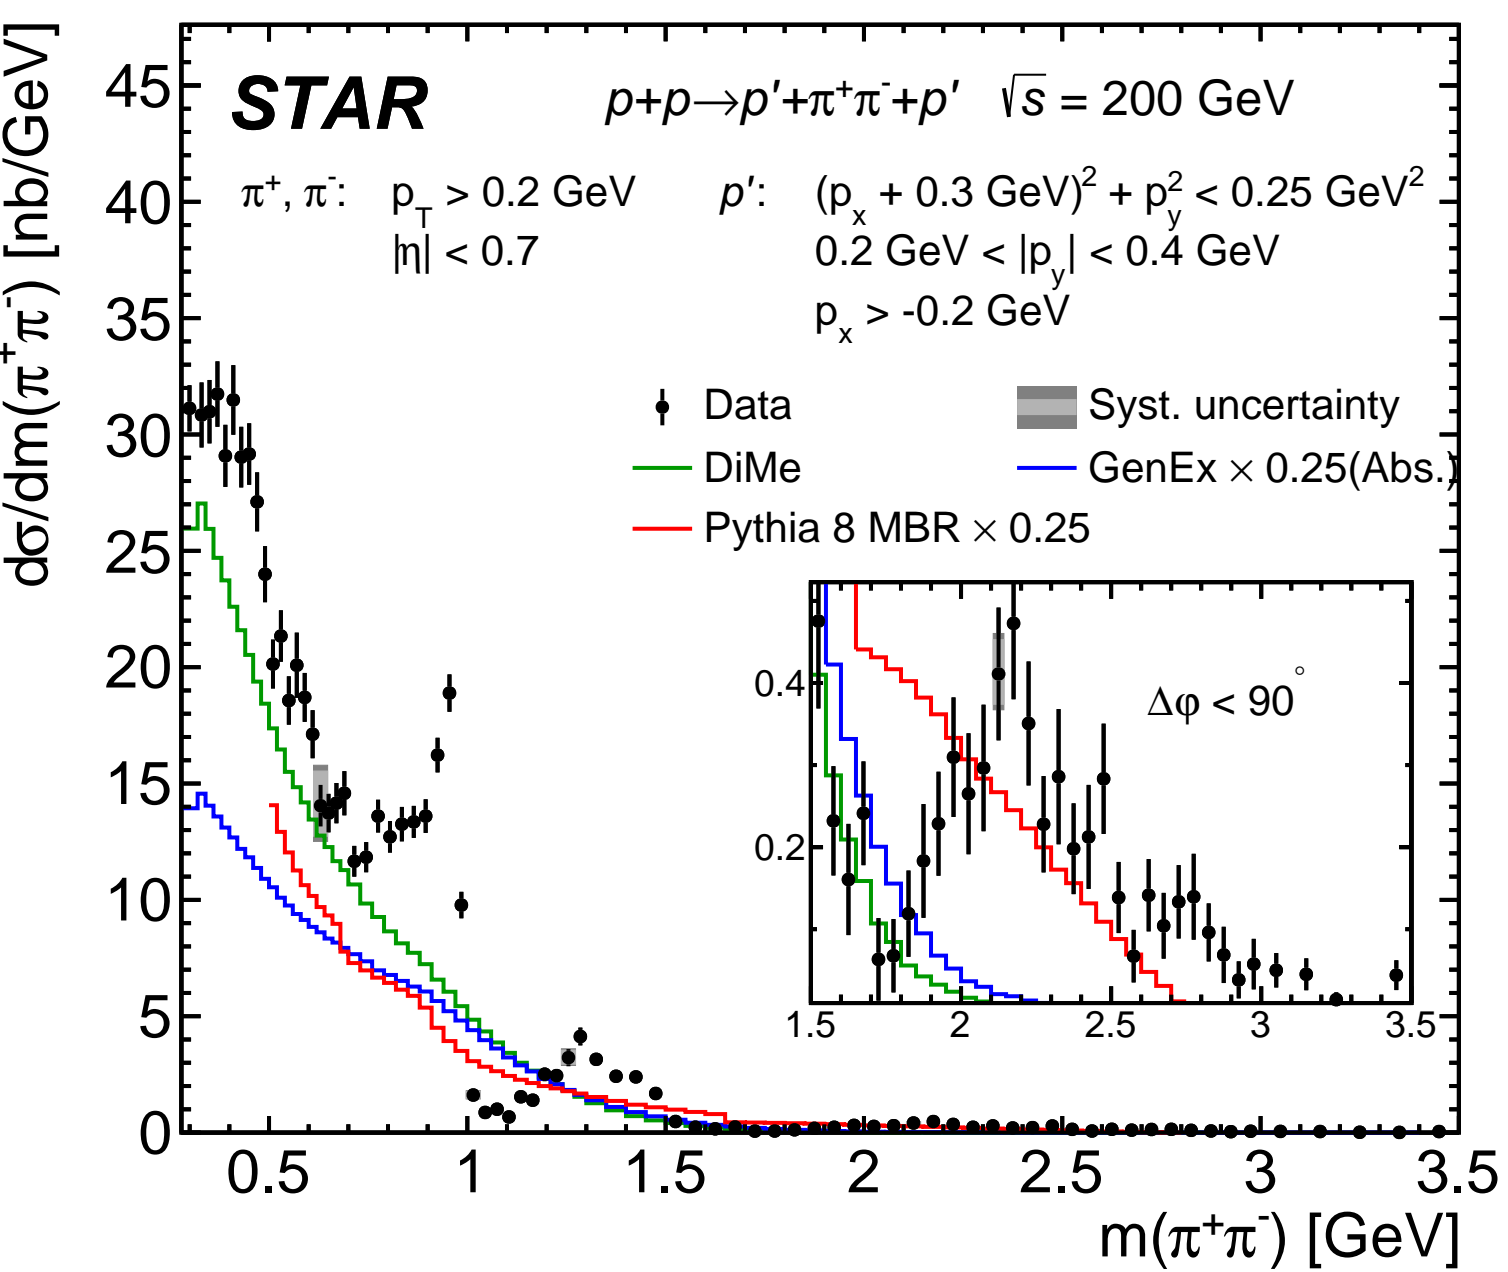 dσ/dm(π⁺π⁻) [nb/GeV]
45
40
35
30
25
20
15
10
5
0
STAR
p+p→p′+π⁺π⁻+p′ √s = 200 GeV
π⁺, π⁻: p_T > 0.2 GeV
|η| < 0.7
p′: (p_x + 0.3 GeV)² + p_y² < 0.25 GeV²
0.2 GeV < |p_y| < 0.4 GeV
p_x > -0.2 GeV
Data
Syst. uncertainty
DiMe
GenEx × 0.25(Abs.)
Pythia 8 MBR × 0.25
0.4
0.2
Δφ < 90°
1.5 2 2.5 3 3.5
0.5 1 1.5 2 2.5 3 3.5
m(π⁺π⁻) [GeV]